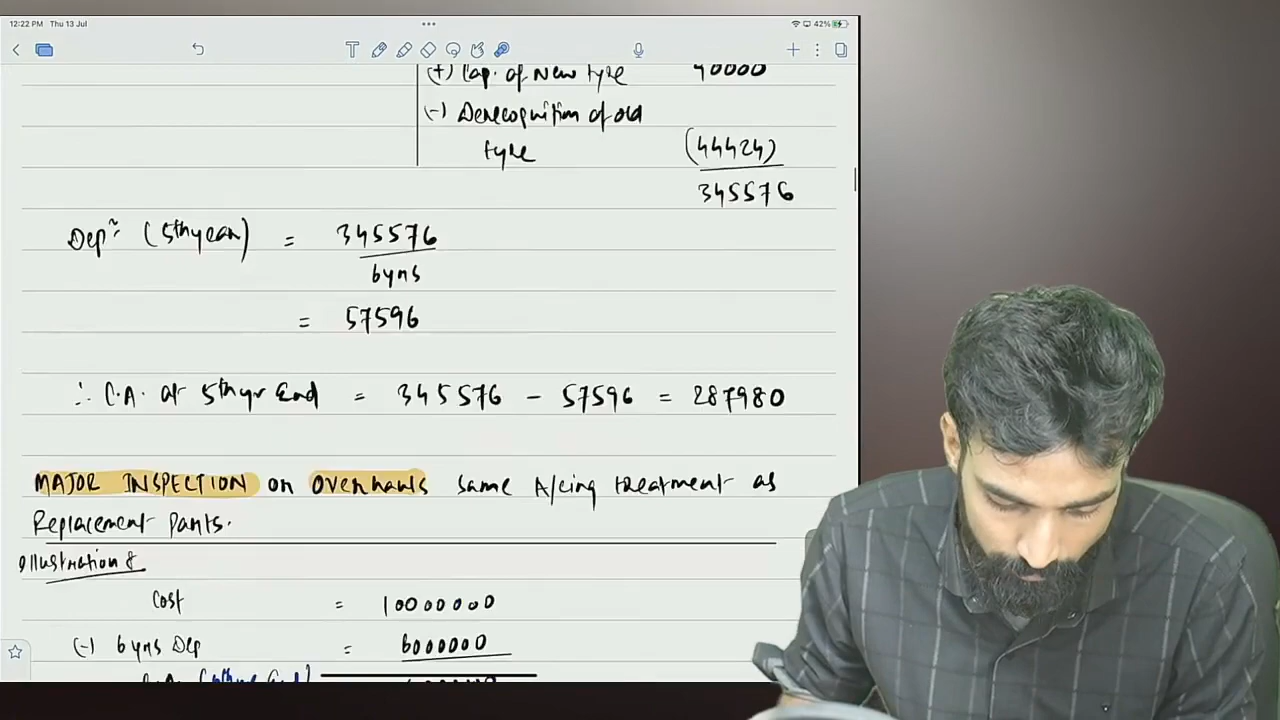 12:22 PM Thu 13 Jul
42%
(+) Cap. of New tyre 40000
(-) Derecognition of old
tyre (44424)
345576
Depn (5th year) = 345576
6yrs
= 57596
∴ C.A. at 5th yr End = 345576 - 57596 = 287980
MAJOR INSPECTION or Overhauls same A/cing treatment as
Replacement Parts.
Illustration 8
Cost = 10000000
(-) 6yrs Dep = 6000000